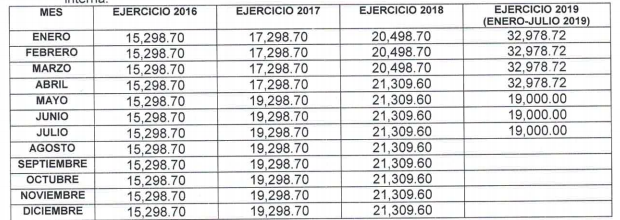 interna.
MES EJERCICIO 2016 EJERCICIO 2017 EJERCICIO 2018 EJERCICIO 2019
(ENERO-JULIO 2019)
ENERO 15,298.70 17,298.70 20,498.70 32,978.72
FEBRERO 15,298.70 17,298.70 20,498.70 32,978.72
MARZO 15,298.70 17,298.70 20,498.70 32,978.72
ABRIL 15,298.70 17,298.70 21,309.60 32,978.72
MAYO 15,298.70 19,298.70 21,309.60 19,000.00
JUNIO 15,298.70 19,298.70 21,309.60 19,000.00
JULIO 15,298.70 19,298.70 21,309.60 19,000.00
AGOSTO 15,298.70 19,298.70 21,309.60
SEPTIEMBRE 15,298.70 19,298.70 21,309.60
OCTUBRE 15,298.70 19,298.70 21,309.60
NOVIEMBRE 15,298.70 19,298.70 21,309.60
DICIEMBRE 15,298.70 19,298.70 21,309.60